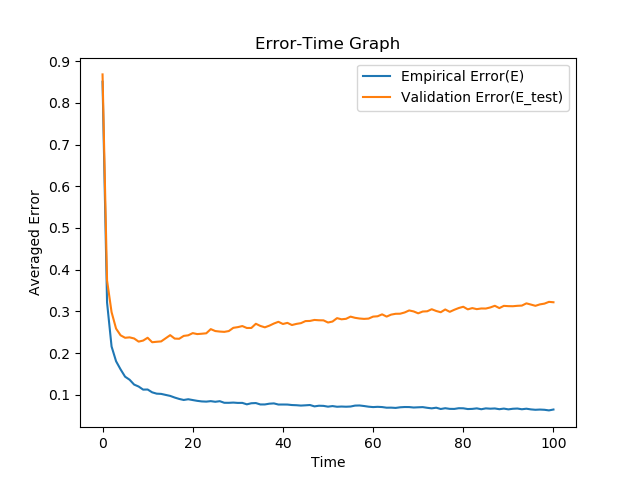 Error-Time Graph
Empirical Error(E)
Validation Error(E_test)
Averaged Error
0.9
0.8
0.7
0.6
0.5
0.4
0.3
0.2
0.1
0 20 40 60 80 100
Time